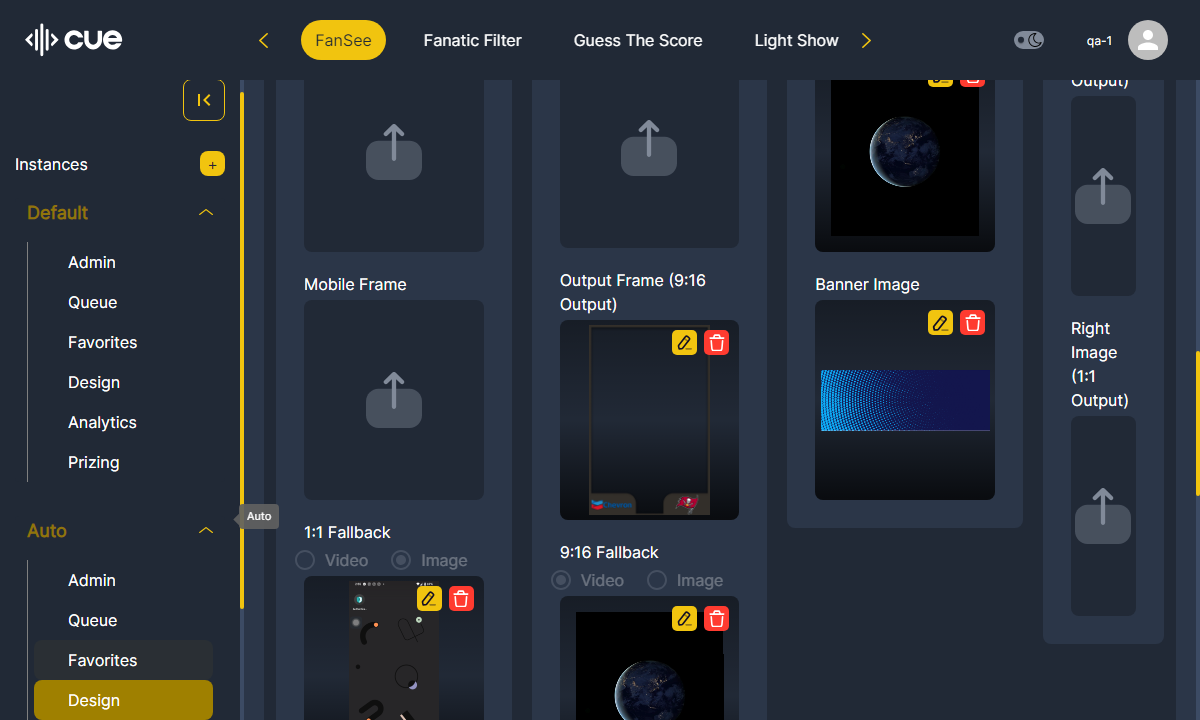 cue
FanSee
Fanatic Filter
Guess The Score
Light Show
qa-1
Instances
+
Default
Admin
Queue
Favorites
Design
Analytics
Prizing
Auto
Auto
Admin
Queue
Favorites
Design
Mobile Frame
1:1 Fallback
Video
Image
Output Frame (9:16
Output)
9:16 Fallback
Video
Image
Banner Image
Output)
Right
Image
(1:1
Output)